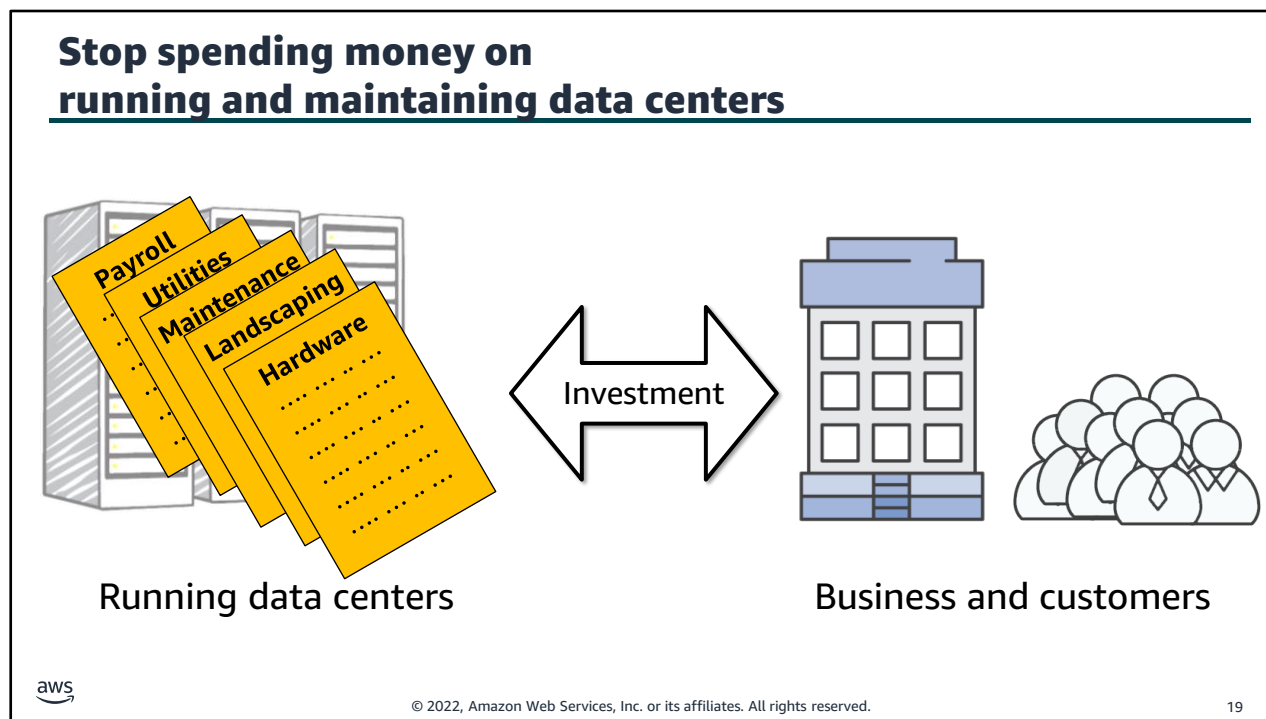 Stop spending money on
running and maintaining data centers
Payroll
Utilities
Maintenance
Landscaping
Hardware
Investment
Running data centers
Business and customers
aws
© 2022, Amazon Web Services, Inc. or its affiliates. All rights reserved.
19